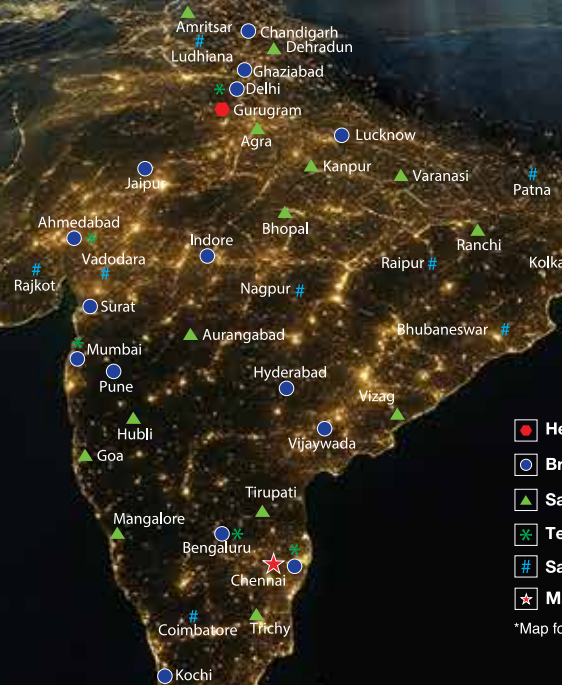 Amritsar
Chandigarh
Ludhiana
Dehradun
Ghaziabad
Delhi
Gurugram
Agra
Lucknow
Kanpur
Varanasi
Patna
Jaipur
Ahmedabad
Bhopal
Indore
Ranchi
Vadodara
Raipur
Kolka
Rajkot
Nagpur
Surat
Aurangabad
Bhubaneswar
Mumbai
Pune
Hyderabad
Vizag
Hubli
Vijaywada
Goa
Tirupati
Mangalore
Bengaluru
Chennai
Coimbatore
Trichy
Kochi
He
Br
Sa
Te
Sa
M
*Map fo